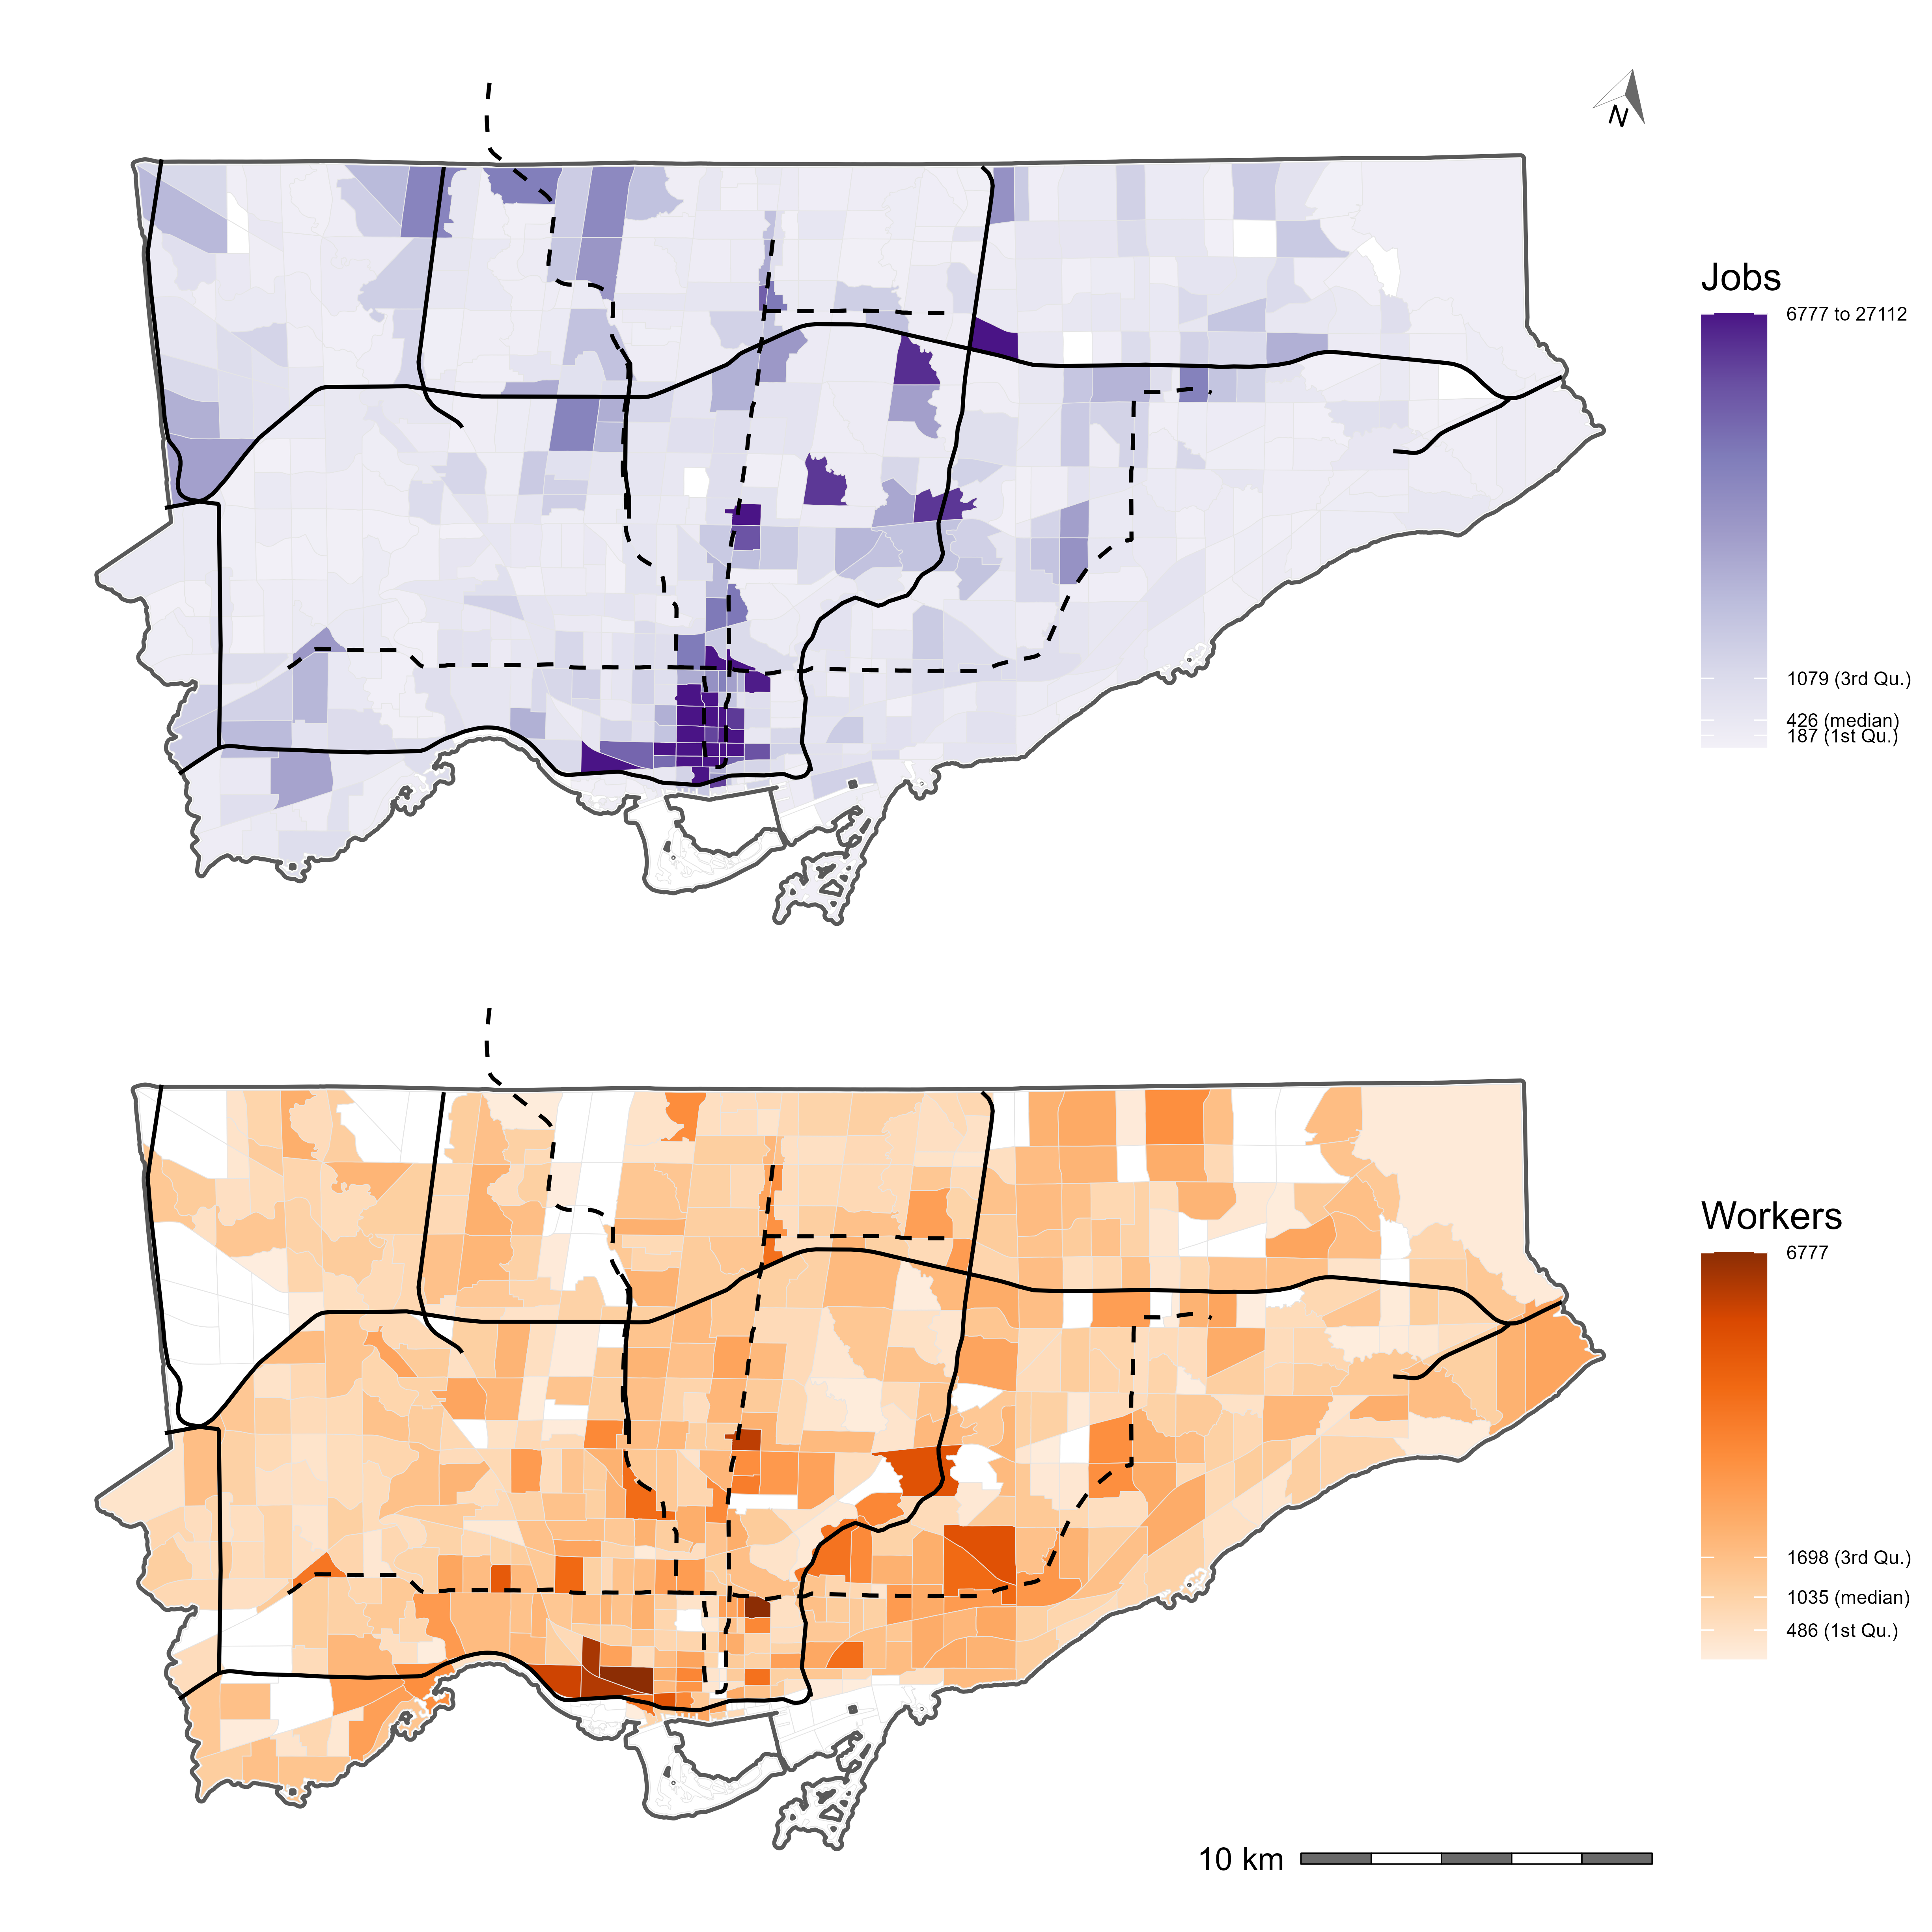 N
Jobs
6777 to 27112
1079 (3rd Qu.)
426 (median)
187 (1st Qu.)
Workers
6777
1698 (3rd Qu.)
1035 (median)
486 (1st Qu.)
10 km